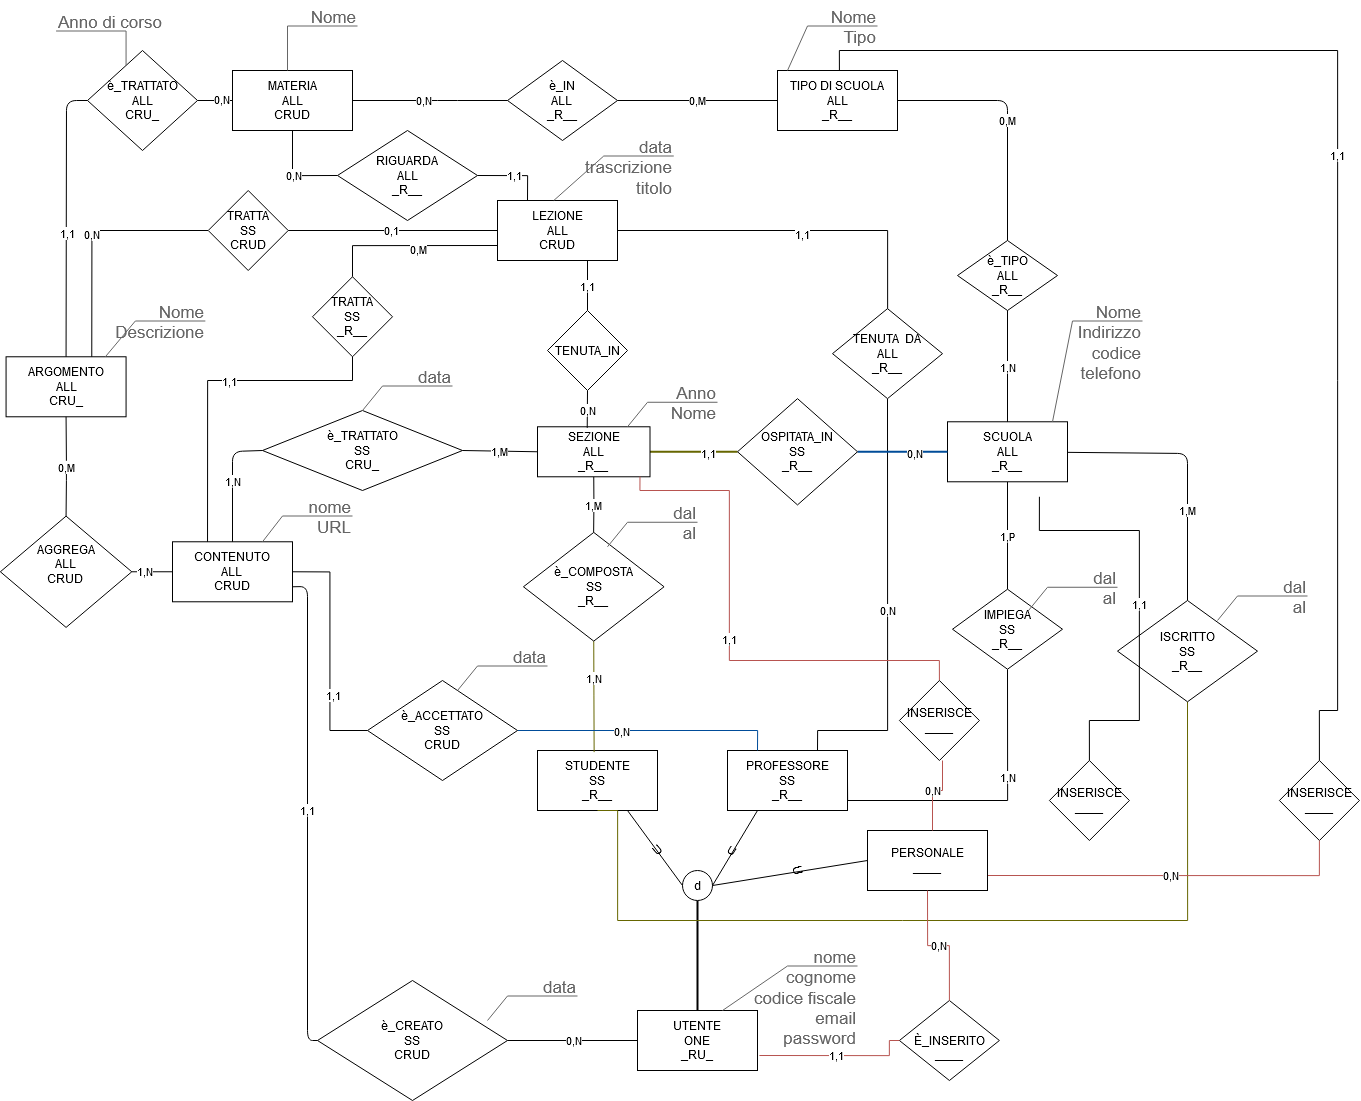 Anno di corso
Nome
Nome
Tipo
è_TRATTATO
ALL
CRU_
0,N
MATERIA
ALL
CRUD
0,N
è_IN
ALL
_R__
0,M
TIPO DI SCUOLA
ALL
_R__
0,M
1,1
0,N
RIGUARDA
ALL
_R__
1,1
data
trascrizione
titolo
TRATTA
SS
CRUD
1,1
0,N
0,1
LEZIONE
ALL
CRUD
1,1
0,M
è_TIPO
ALL
_R__
1,1
TRATTA
SS
_R__
Nome
Descrizione
TENUTA_IN
TENUTA DA
ALL
_R__
Nome
Indirizzo
codice
telefono
ARGOMENTO
ALL
CRU_
1,1
data
1,N
0,N
Anno
Nome
è_TRATTATO
SS
CRU_
1,M
SEZIONE
ALL
_R__
1,1
OSPITATA_IN
SS
_R__
0,N
SCUOLA
ALL
_R__
0,M
1,N
1,M
1,M
nome
URL
dal
al
1,P
AGGREGA
ALL
CRUD
1,N
CONTENUTO
ALL
CRUD
è_COMPOSTA
SS
_R__
dal
al
dal
al
0,N
1,1
IMPIEGA
SS
_R__
ISCRITTO
SS
_R__
1,1
data
1,N
1,1
è_ACCETTATO
SS
CRUD
0,N
INSERISCE
____
STUDENTE
SS
_R__
PROFESSORE
SS
_R__
1,N
0,N
INSERISCE
____
INSERISCE
____
1,1
U
U
U
PERSONALE
____
0,N
d
0,N
nome
cognome
codice fiscale
email
password
data
è_CREATO
SS
CRUD
0,N
UTENTE
ONE
_RU_
1,1
È_INSERITO
____